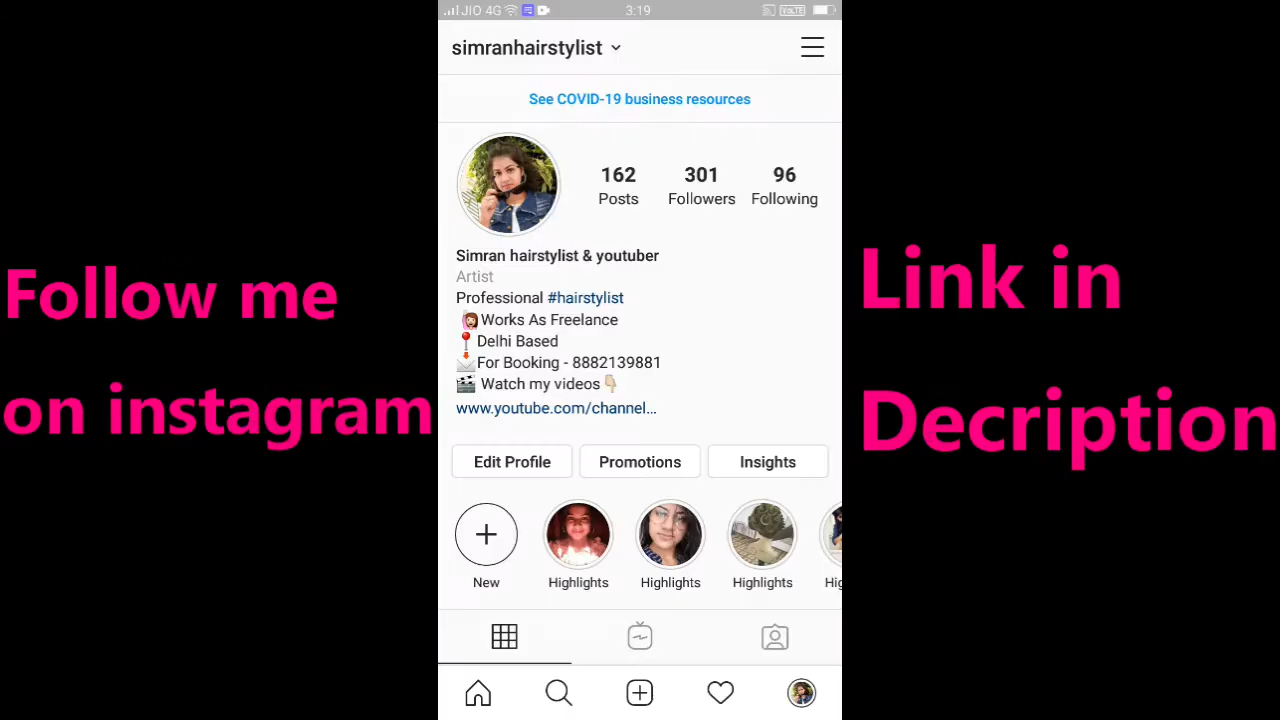 JIO 4G 3:19 VoLTE
simranhairstylist
See COVID-19 business resources
162 301 96
Posts Followers Following
Simran hairstylist & youtuber
Artist
Professional #hairstylist
Works As Freelance
Delhi Based
For Booking - 8882139881
Watch my videos
www.youtube.com/channel...
Edit Profile Promotions Insights
New Highlights Highlights Highlights Hig
Follow me
on instagram
Link in
Decription